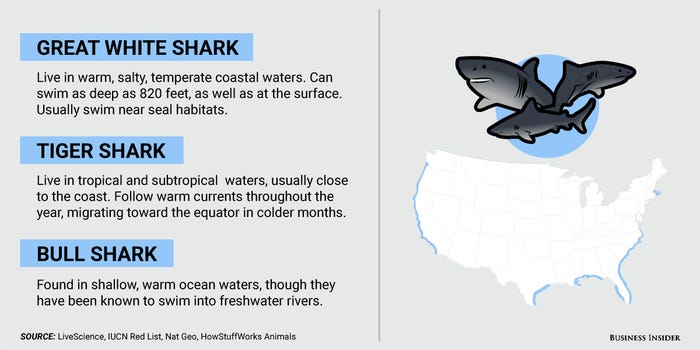 GREAT WHITE SHARK
Live in warm, salty, temperate coastal waters. Can
swim as deep as 820 feet, as well as at the surface.
Usually swim near seal habitats.
TIGER SHARK
Live in tropical and subtropical waters, usually close
to the coast. Follow warm currents throughout the
year, migrating toward the equator in colder months.
BULL SHARK
Found in shallow, warm ocean waters, though they
have been known to swim into freshwater rivers.
SOURCE: LiveScience, IUCN Red List, Nat Geo, HowStuffWorks Animals
BUSINESS INSIDER